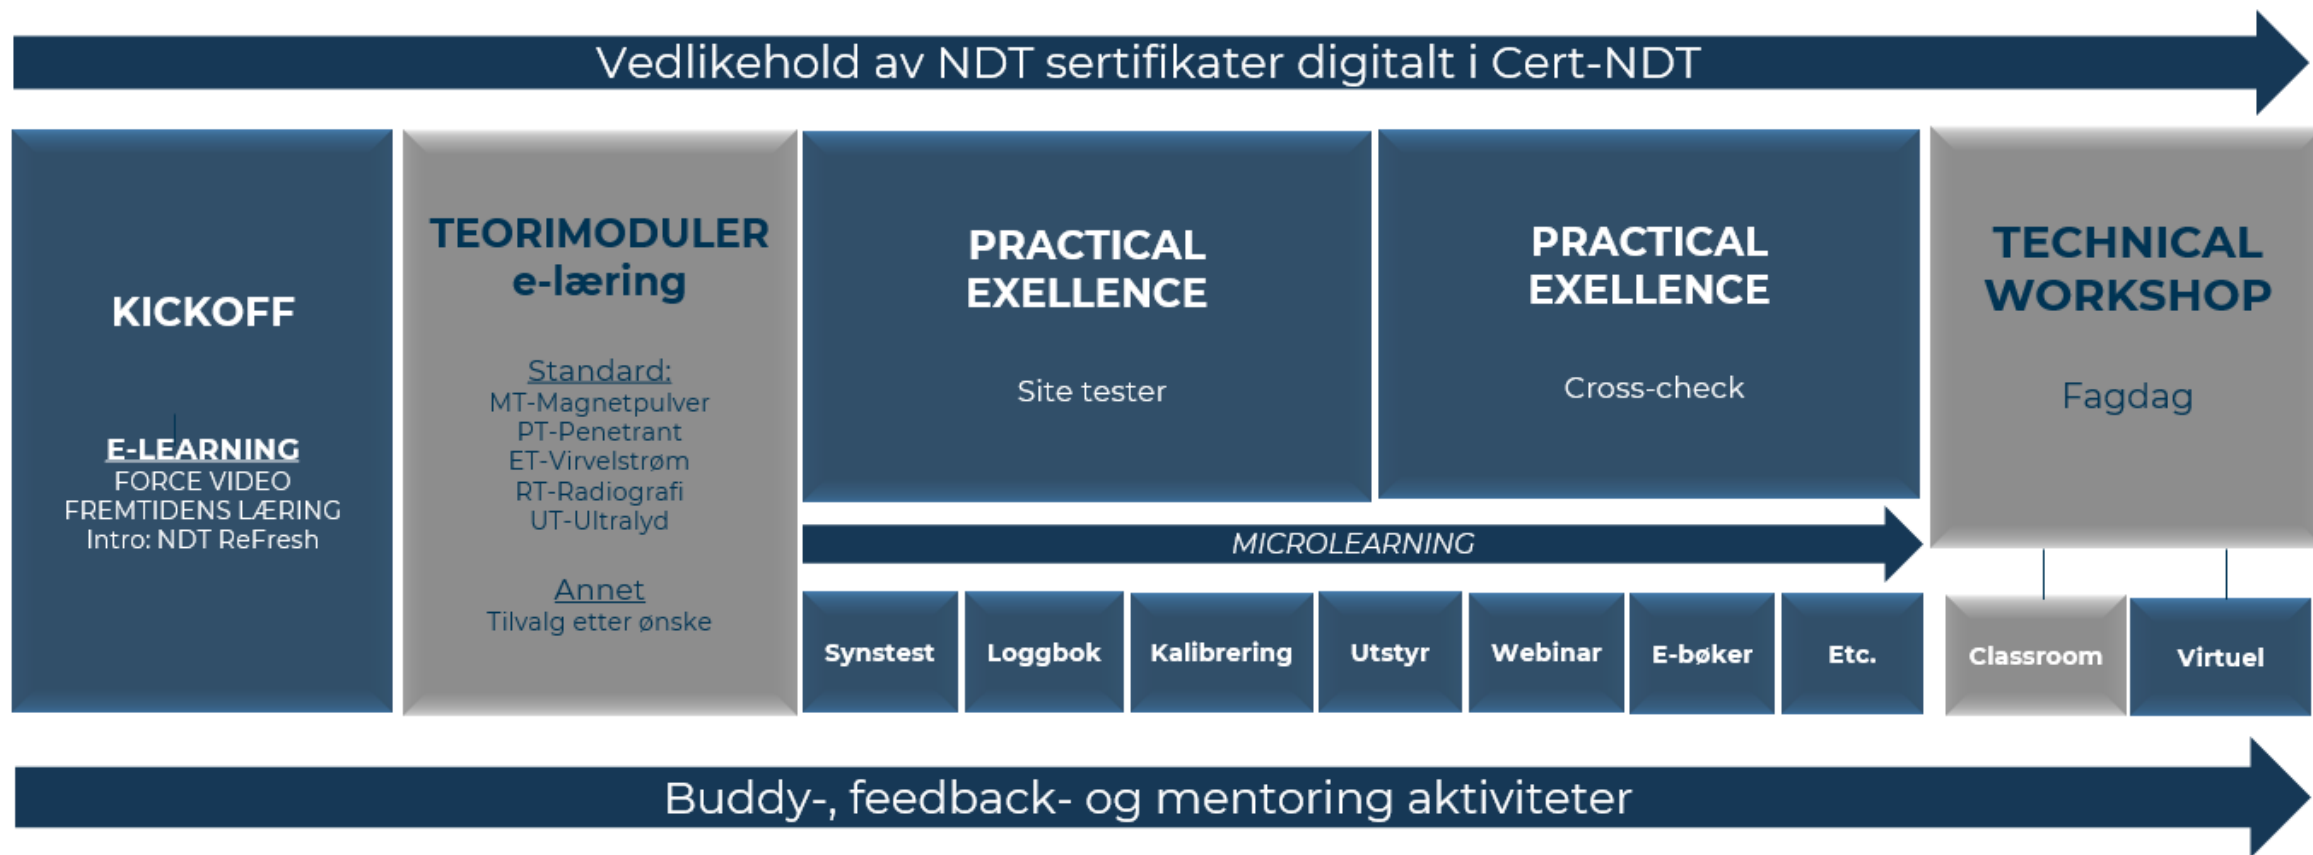 Vedlikehold av NDT sertifikater digitalt i Cert-NDT
KICKOFF
E-LEARNING
FORCE VIDEO
FREMTIDENS LÆRING
Intro: NDT ReFresh
TEORIMODULER
e-læring
Standard:
MT-Magnetpulver
PT-Penetrant
ET-Virvelstrøm
RT-Radiografi
UT-Ultralyd
Annet
Tilvalg etter ønske
PRACTICAL
EXELLENCE
Site tester
PRACTICAL
EXELLENCE
Cross-check
MICROLEARNING
Synstest
Loggbok
Kalibrering
Utstyr
Webinar
E-bøker
Etc.
TECHNICAL
WORKSHOP
Fagdag
Classroom
Virtuel
Buddy-, feedback- og mentoring aktiviteter